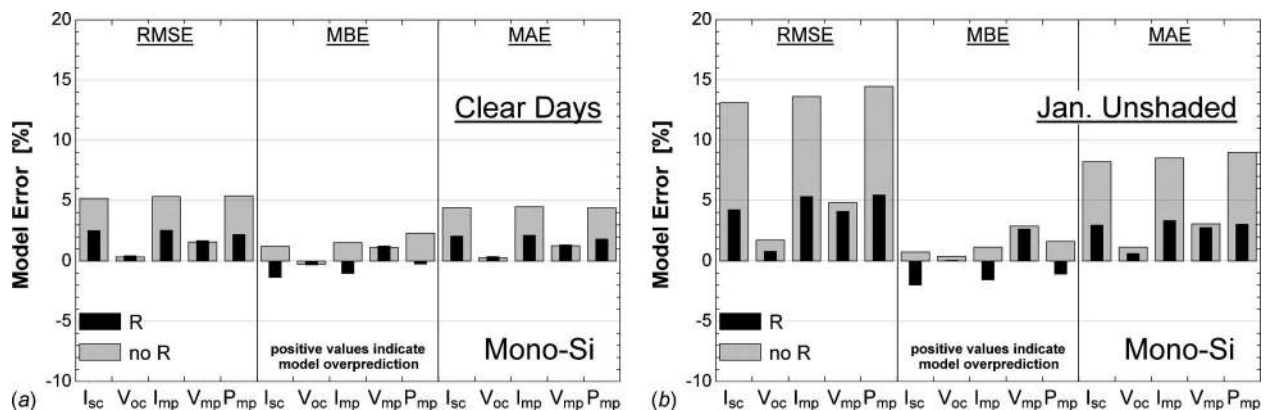 20
RMSE MBE MAE
15
Clear Days
10
5
0
-5
-10
Model Error [%]
R
no R
positive values indicate
model overprediction
Mono-Si
(a)
Isc Voc Imp Vmp Pmp Isc Voc Imp Vmp Pmp Isc Voc Imp Vmp Pmp
20
RMSE MBE MAE
15
Jan. Unshaded
10
5
0
-5
-10
Model Error [%]
R
no R
positive values indicate
model overprediction
Mono-Si
(b)
Isc Voc Imp Vmp Pmp Isc Voc Imp Vmp Pmp Isc Voc Imp Vmp Pmp